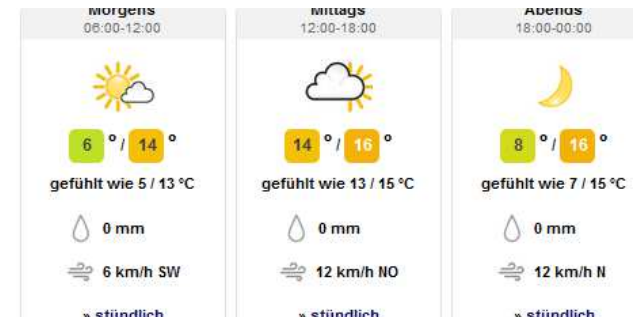 Morgens
06:00-12:00
6 ° / 14 °
gefühlt wie 5 / 13 °C
0 mm
6 km/h SW
» stündlich
Mittags
12:00-18:00
14 ° / 16 °
gefühlt wie 13 / 15 °C
0 mm
12 km/h NO
» stündlich
Abends
18:00-00:00
8 ° / 16 °
gefühlt wie 7 / 15 °C
0 mm
12 km/h N
» stündlich